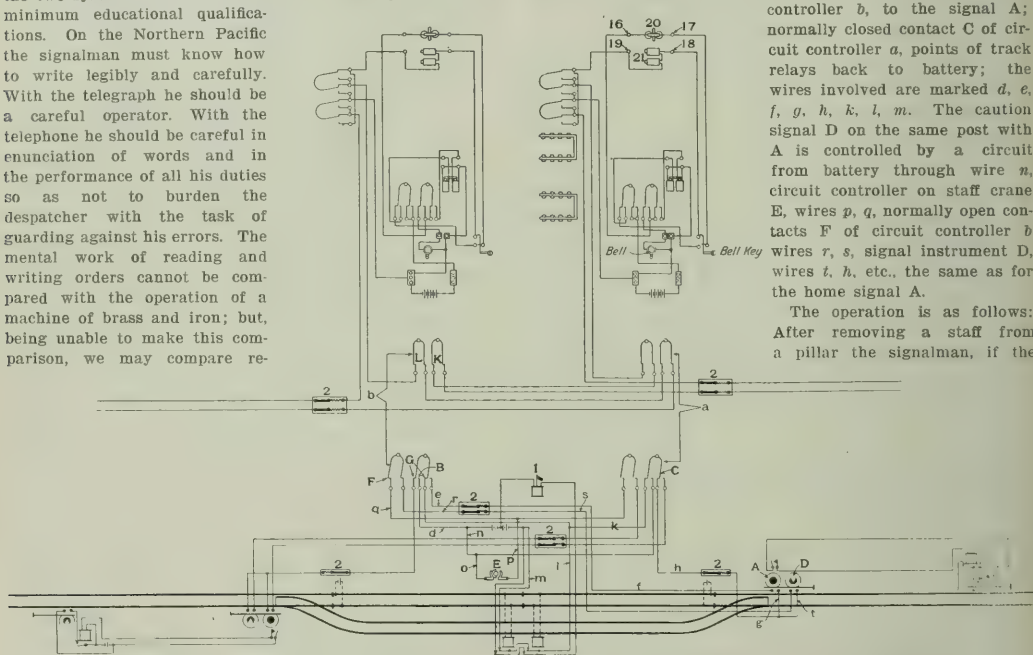 minimum educational qualifica-
tions. On the Northern Pacific
the signalman must know how
to write legibly and carefully.
With the telegraph he should be
a careful operator. With the
telephone he should be careful in
enunciation of words and in
the performance of all his duties
so as not to burden the
despatcher with the task of
guarding against his errors. The
mental work of reading and
writing orders cannot be com-
pared with the operation of a
machine of brass and iron; but,
being unable to make this com-
parison, we may compare re-
controller b, to the signal A;
normally closed contact C of cir-
cuit controller a, points of track
relays back to battery; the
wires involved are marked d, e,
f, g, h, k, l, m. The caution
signal D on the same post with
A is controlled by a circuit
from battery through wire n,
circuit controller on staff crane
E, wires p, q, normally open con-
tacts F of circuit controller b
wires r, s, signal instrument D,
wires t, h, etc., the same as for
the home signal A.
The operation is as follows:
After removing a staff from
a pillar the signalman, if the
16 20 17
19 21 18
Bell Bell Key
L K
2 2
b a
G B I C
F
e i r 2 s
q d n k
2
p
o E m l
2 h 2 A D
f
g t